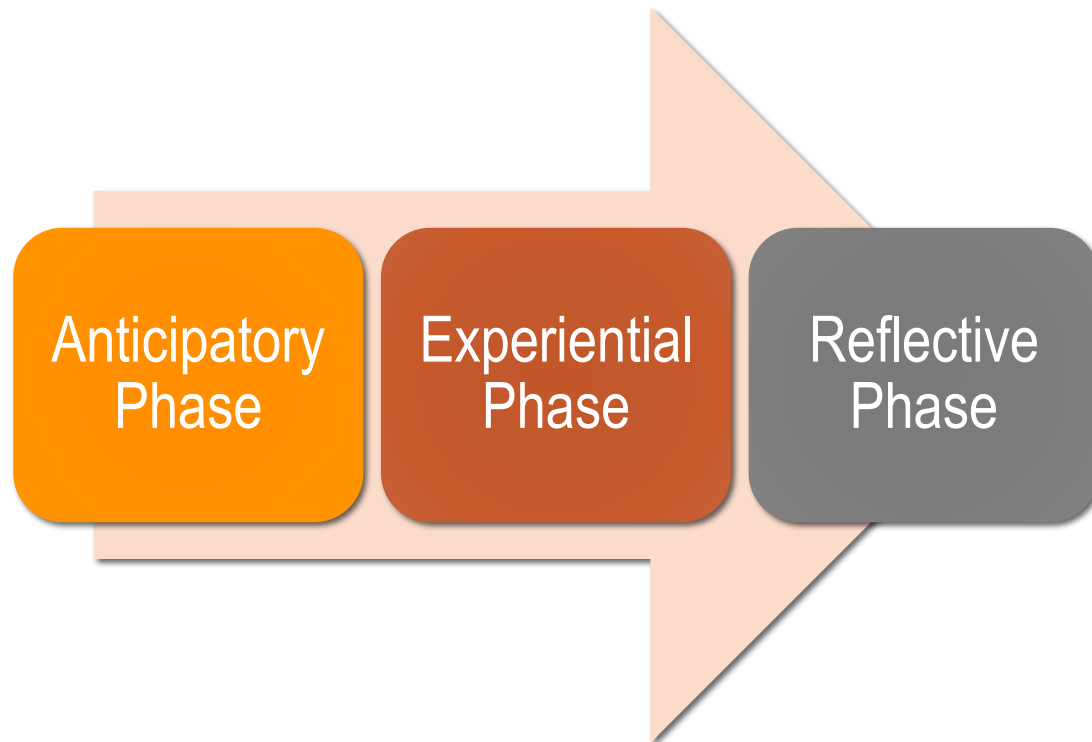 Anticipatory
Phase
Experiential
Phase
Reflective
Phase